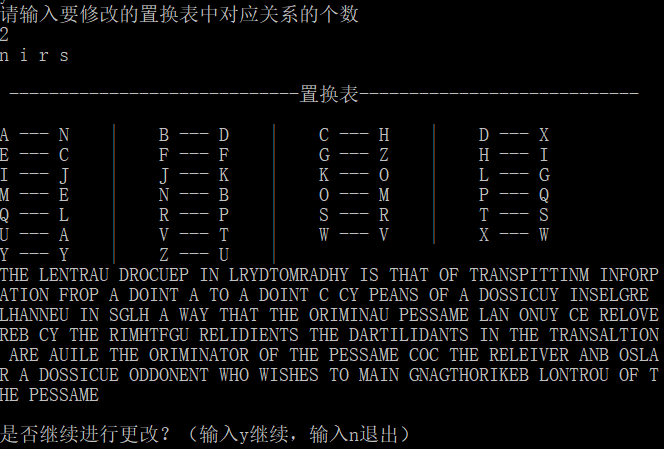 请输入要修改的置换表中对应关系的个数
2
n i r s
-----------------------------置换表----------------------------
A --- N | B --- D | C --- H | D --- X
E --- C | F --- F | G --- Z | H --- I
I --- J | J --- K | K --- O | L --- G
M --- E | N --- B | O --- M | P --- Q
Q --- L | R --- P | S --- R | T --- S
U --- A | V --- T | W --- V | X --- W
Y --- Y | Z --- U |
THE LENTRAU DROCUEP IN LRYDTOMRADHY IS THAT OF TRANSPITTINM INFORP
ATION FROP A DOINT A TO A DOINT C CY PEANS OF A DOSSICUY INSELGRE
LHANNEU IN SGLH A WAY THAT THE ORIMINAU PESSAME LAN ONUY CE RELOVE
REB CY THE RIMHTFGU RELIDIENTS THE DARTILIDANTS IN THE TRANSALTION
 ARE AUILE THE ORIMINATOR OF THE PESSAME COC THE RELEIVER ANB OSLA
R A DOSSICUE ODDONENT WHO WISHES TO MAIN GNAGTHORIKEB LONTROU OF T
HE PESSAME
是否继续进行更改？（输入y继续，输入n退出）